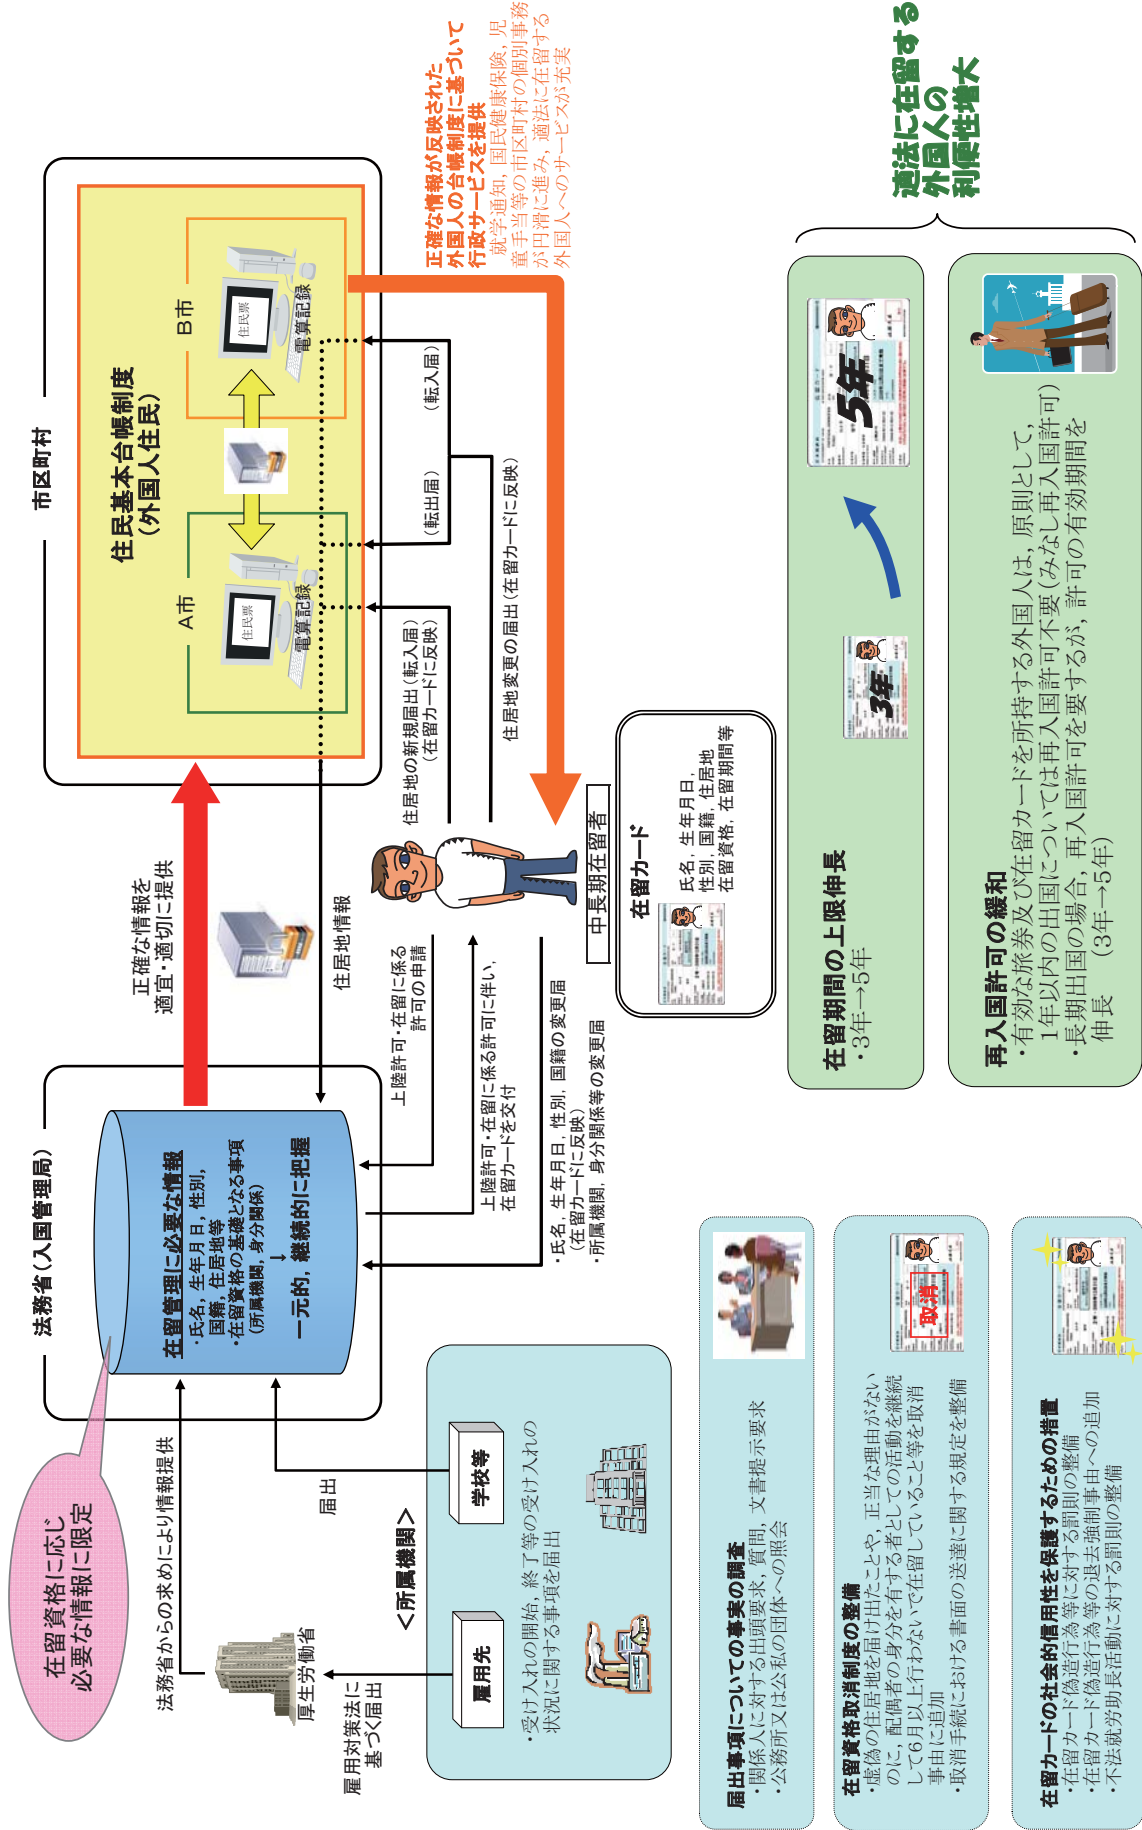 在留資格に応じ
必要な情報に限定
法務省（入国管理局）
在留管理に必要な情報
・氏名，生年月日，性別，
国籍，住居地等
・在留資格の基礎となる事項
（所属機関，身分関係）
↓
一元的，継続的に把握
正確な情報を
適宜・適切に提供
住居地情報
市区町村
住民基本台帳制度
（外国人住民）
A市
住民票
電算記録
B市
住民票
電算記録
法務省からの求めにより情報提供
厚生労働省
雇用対策法に
基づく届出
届出
＜所属機関＞
雇用先
学校等
・受け入れの開始，終了等の受け入れの
状況に関する事項を届出
上陸許可・在留に係る
許可の申請
上陸許可・在留に係る許可に伴い，
在留カードを交付
・氏名，生年月日，性別，国籍の変更届
（在留カードに反映）
・所属機関，身分関係等の変更届
住居地の新規届出（転入届）
（在留カードに反映）
（転出届）
（転入届）
住居地変更の届出（在留カードに反映）
正確な情報が反映された
外国人の台帳制度に基づいて
行政サービスを提供
就学通知，国民健康保険，児
童手当等の市区町村の個別事務
が円滑に進み，適法に在留する
外国人へのサービスが充実
中長期在留者
在留カード
氏名，生年月日，
性別，国籍，住居地
在留資格，在留期間等
届出事項についての事実の調査
・関係人に対する出頭要求，質問，文書提示要求
・公務所又は公私の団体への照会
在留資格取消制度の整備
・虚偽の住居地を届け出たことや，正当な理由がない
のに，配偶者の身分を有する者としての活動を継続
して６月以上行わないで在留していること等を取消
事由に追加
・取消手続における書面の送達に関する規定を整備
取消
在留カードの社会的信用性を保護するための措置
・在留カード偽造行為等に対する罰則の整備
・在留カード偽造行為等の退去強制事由への追加
・不法就労助長活動に対する罰則の整備
在留期間の上限伸長
・３年→５年
3年
5年
再入国許可の緩和
・有効な旅券及び在留カードを所持する外国人は，原則として，
１年以内の出国については再入国許可不要（みなし再入国許可）
・長期出国の場合，再入国許可を要するが，許可の有効期間を
伸長　（３年→５年）
適法に在留する
外国人の
利便性増大